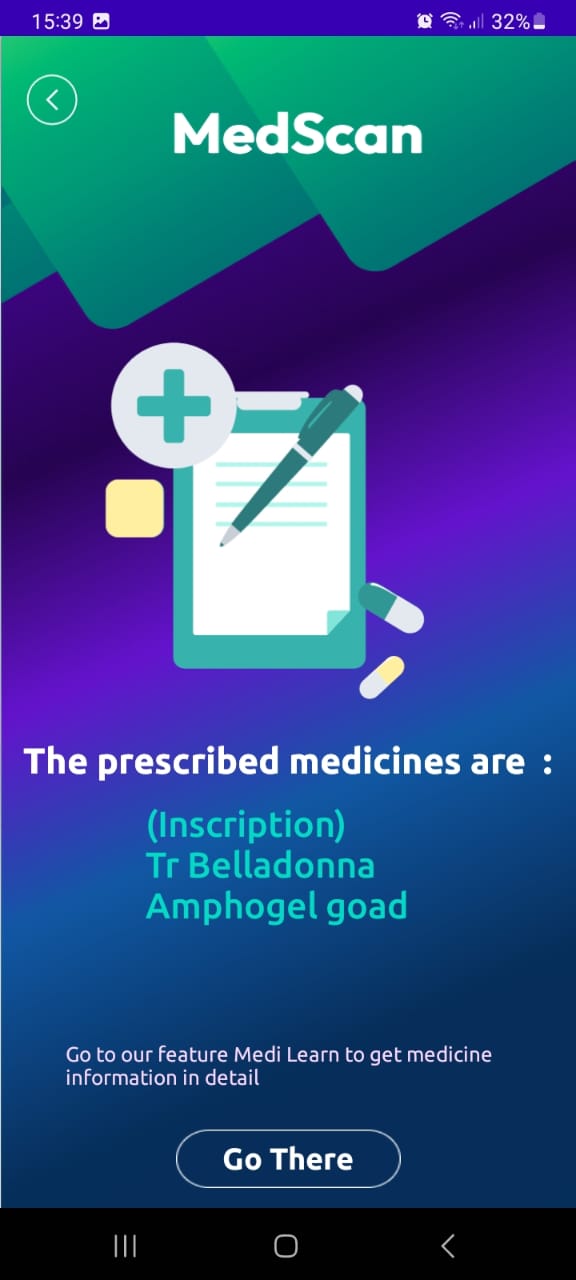 15:39
32%
MedScan
The prescribed medicines are :
(Inscription)
Tr Belladonna
Amphogel goad
Go to our feature Medi Learn to get medicine
information in detail
Go There